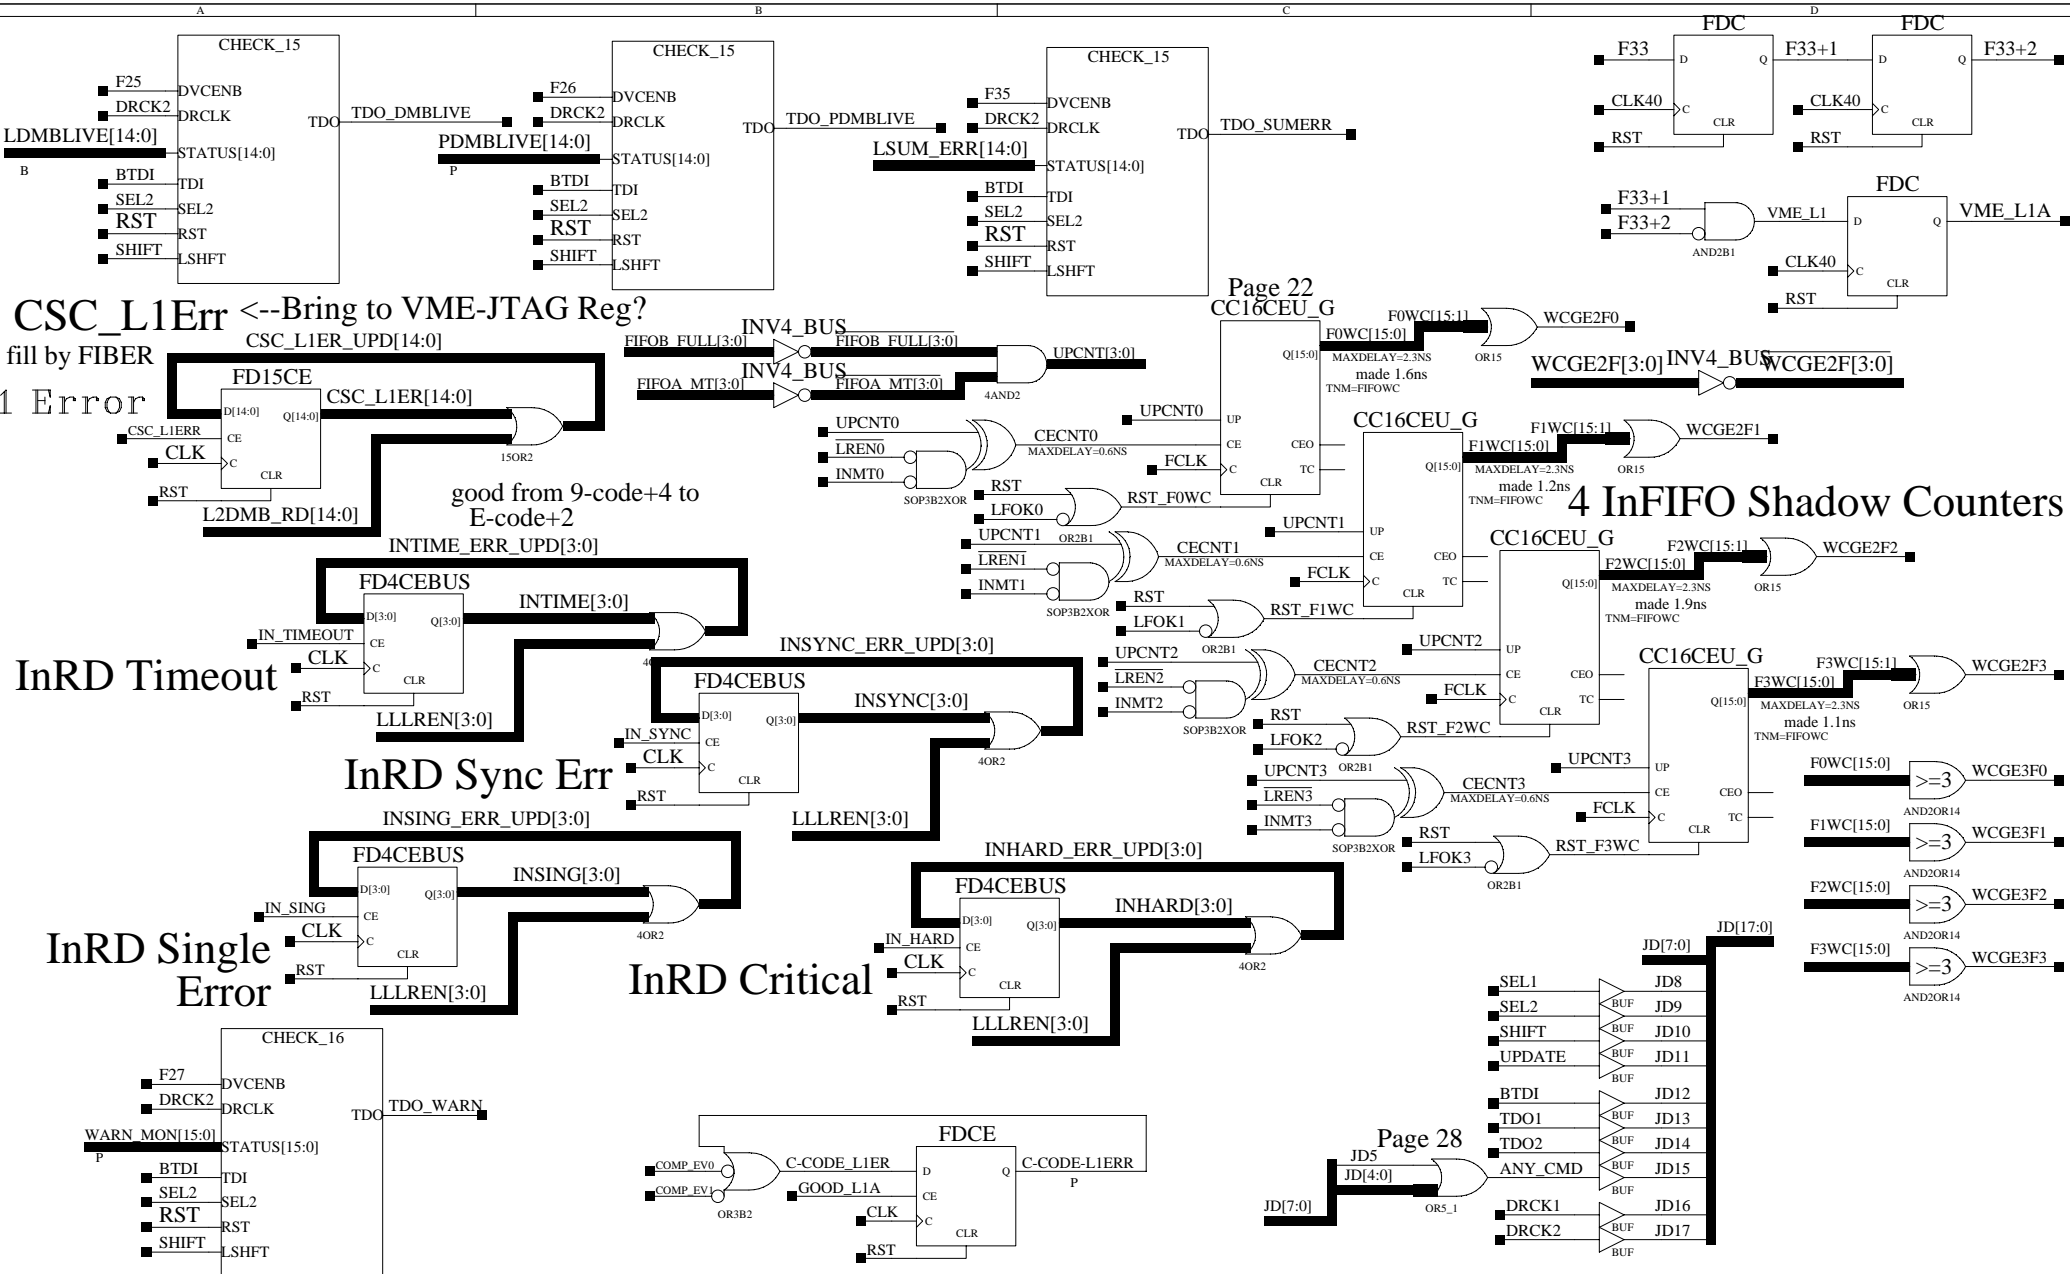 A
B
C
D
CHECK_15
F25
DVCENB
DRCK2
DRCLK
TDO
TDO_DMBLIVE
LDMBLIVE[14:0]
STATUS[14:0]
B
BTDI
TDI
SEL2
SEL2
RST
RST
SHIFT
LSHFT
CHECK_15
F26
DVCENB
DRCK2
DRCLK
TDO
TDO_PDMBLIVE
PDMBLIVE[14:0]
STATUS[14:0]
P
BTDI
TDI
SEL2
SEL2
RST
RST
SHIFT
LSHFT
CHECK_15
F35
DVCENB
DRCK2
DRCLK
TDO
TDO_SUMERR
LSUM_ERR[14:0]
STATUS[14:0]
BTDI
TDI
SEL2
SEL2
RST
RST
SHIFT
LSHFT
FDC
FDC
F33
D
Q
F33+1
D
Q
F33+2
CLK40
C
CLK40
C
CLR
CLR
RST
RST
FDC
F33+1
F33+2
VME_L1
D
Q
VME_L1A
AND2B1
CLK40
C
CLR
RST
CSC_L1Err <--Bring to VME-JTAG Reg?
fill by FIBER
CSC_L1ER_UPD[14:0]
1 Error
FD15CE
D[14:0]
Q[14:0]
CSC_L1ER[14:0]
CSC_L1ERR
CE
CLK
C
CLR
RST
15OR2
L2DMB_RD[14:0]
good from 9-code+4 to
E-code+2
INV4_BUS
FIFOB_FULL[3:0]
FIFOB_FULL[3:0]
INV4_BUS
FIFOA_MT[3:0]
FIFOA_MT[3:0]
4AND2
UPCNT[3:0]
Page 22
CC16CEU_G
F0WC[15:0]
F0WC[15:1]
WCGE2F0
Q[15:0]
MAXDELAY=2.3NS
made 1.6ns
TNM=FIFOWC
OR15
WCGE2F[3:0]
INV4_BUS
WCGE2F[3:0]
UPCNT0
UP
UPCNT0
LREN0
INMT0
CECNT0
MAXDELAY=0.6NS
SOP3B2XOR
CE
CEO
FCLK
C
TC
CLR
RST
LFOK0
RST_F0WC
OR2B1
CC16CEU_G
F1WC[15:0]
F1WC[15:1]
WCGE2F1
Q[15:0]
MAXDELAY=2.3NS
made 1.2ns
TNM=FIFOWC
OR15
4 InFIFO Shadow Counters
UPCNT1
UP
UPCNT1
LREN1
INMT1
CECNT1
MAXDELAY=0.6NS
SOP3B2XOR
CE
CEO
FCLK
C
TC
CLR
RST
LFOK1
RST_F1WC
OR2B1
CC16CEU_G
F2WC[15:0]
F2WC[15:1]
WCGE2F2
Q[15:0]
MAXDELAY=2.3NS
made 1.9ns
TNM=FIFOWC
OR15
UPCNT2
UP
UPCNT2
LREN2
INMT2
CECNT2
MAXDELAY=0.6NS
SOP3B2XOR
CE
CEO
FCLK
C
TC
CLR
RST
LFOK2
RST_F2WC
OR2B1
CC16CEU_G
F3WC[15:0]
F3WC[15:1]
WCGE2F3
Q[15:0]
MAXDELAY=2.3NS
made 1.1ns
TNM=FIFOWC
OR15
UPCNT3
UP
UPCNT3
LREN3
INMT3
CECNT3
MAXDELAY=0.6NS
SOP3B2XOR
CE
CEO
FCLK
C
TC
CLR
RST
LFOK3
RST_F3WC
OR2B1
F0WC[15:0]
>=3
WCGE3F0
AND2OR14
F1WC[15:0]
>=3
WCGE3F1
AND2OR14
F2WC[15:0]
>=3
WCGE3F2
AND2OR14
F3WC[15:0]
>=3
WCGE3F3
AND2OR14
INTIME_ERR_UPD[3:0]
FD4CEBUS
D[3:0]
Q[3:0]
INTIME[3:0]
IN_TIMEOUT
CE
CLK
C
CLR
RST
InRD Timeout
LLLREN[3:0]
INSYNC_ERR_UPD[3:0]
FD4CEBUS
D[3:0]
Q[3:0]
INSYNC[3:0]
IN_SYNC
CE
CLK
C
CLR
RST
4OR2
InRD Sync Err
LLLREN[3:0]
INSING_ERR_UPD[3:0]
FD4CEBUS
D[3:0]
Q[3:0]
INSING[3:0]
IN_SING
CE
CLK
C
CLR
RST
4OR2
InRD Single
Error
LLLREN[3:0]
INHARD_ERR_UPD[3:0]
FD4CEBUS
D[3:0]
Q[3:0]
INHARD[3:0]
IN_HARD
CE
CLK
C
CLR
RST
4OR2
InRD Critical
LLLREN[3:0]
CHECK_16
F27
DVCENB
DRCK2
DRCLK
TDO
TDO_WARN
WARN_MON[15:0]
STATUS[15:0]
P
BTDI
TDI
SEL2
SEL2
RST
RST
SHIFT
LSHFT
FDCE
COMP_EV0
COMP_EV1
OR3B2
C-CODE_L1ER
D
Q
C-CODE-L1ERR
P
GOOD_L1A
CE
CLK
C
CLR
RST
Page 28
JD5
JD[4:0]
JD[7:0]
OR5_1
ANY_CMD
JD[7:0]
JD[17:0]
SEL1
BUF
JD8
SEL2
BUF
JD9
SHIFT
BUF
JD10
UPDATE
BUF
JD11
BTDI
BUF
JD12
TDO1
BUF
JD13
TDO2
BUF
JD14
BUF
JD15
DRCK1
BUF
JD16
DRCK2
BUF
JD17